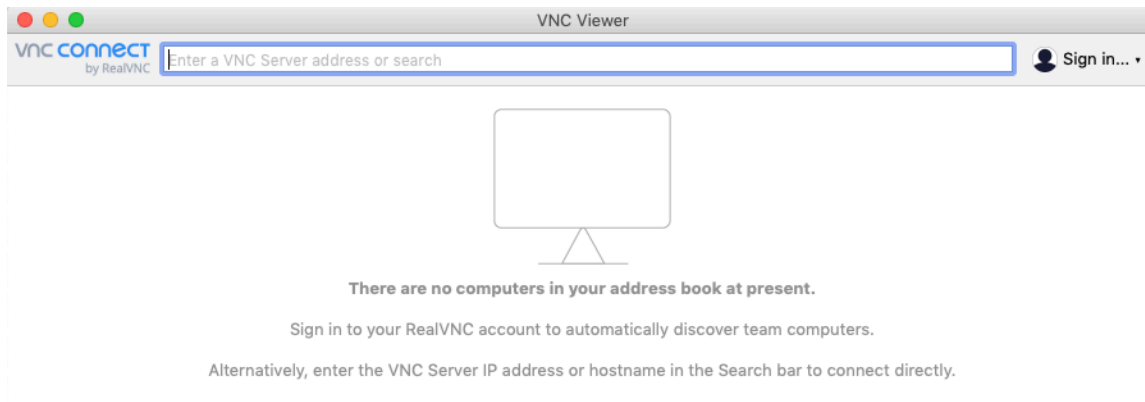 VNC Viewer
VNC CONNECT
by RealVNC
Enter a VNC Server address or search
Sign in...
There are no computers in your address book at present.
Sign in to your RealVNC account to automatically discover team computers.
Alternatively, enter the VNC Server IP address or hostname in the Search bar to connect directly.